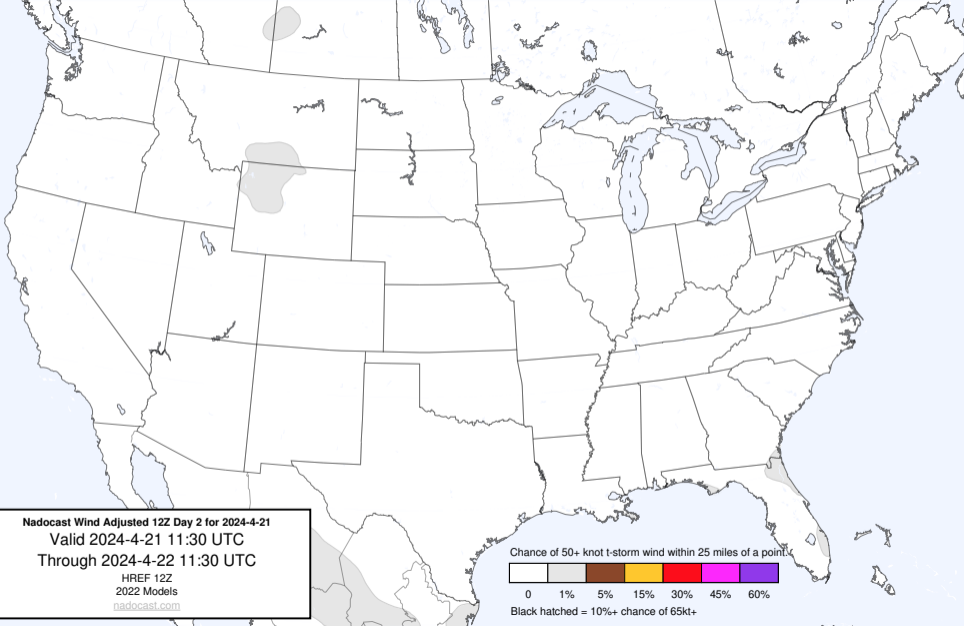 Nadocast Wind Adjusted 12Z Day 2 for 2024-4-21
Valid 2024-4-21 11:30 UTC
Through 2024-4-22 11:30 UTC
HREF 12Z
2022 Models
nadocast.com
Chance of 50+ knot t-storm wind within 25 miles of a point.
0 1% 5% 15% 30% 45% 60%
Black hatched = 10%+ chance of 65kt+